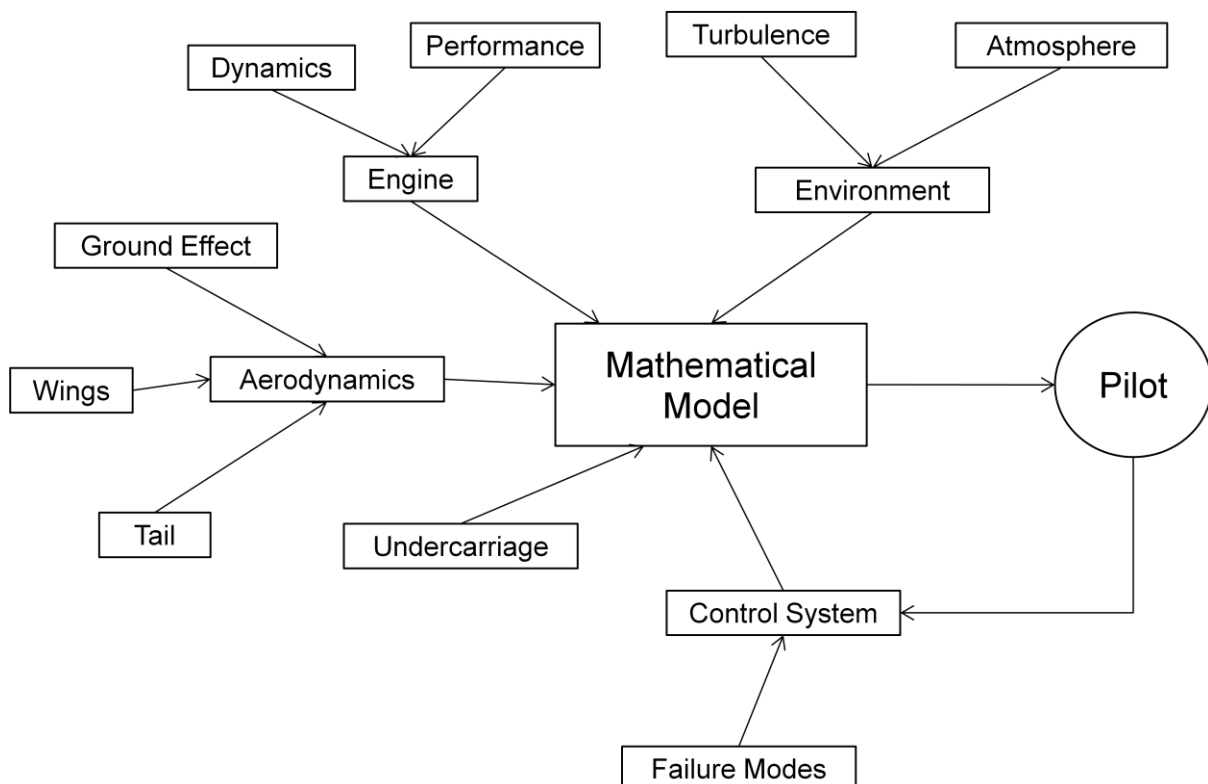 Performance
Turbulence
Atmosphere
Dynamics
Engine
Environment
Ground Effect
Mathematical
Model
Aerodynamics
Wings
Pilot
Tail
Undercarriage
Control System
Failure Modes